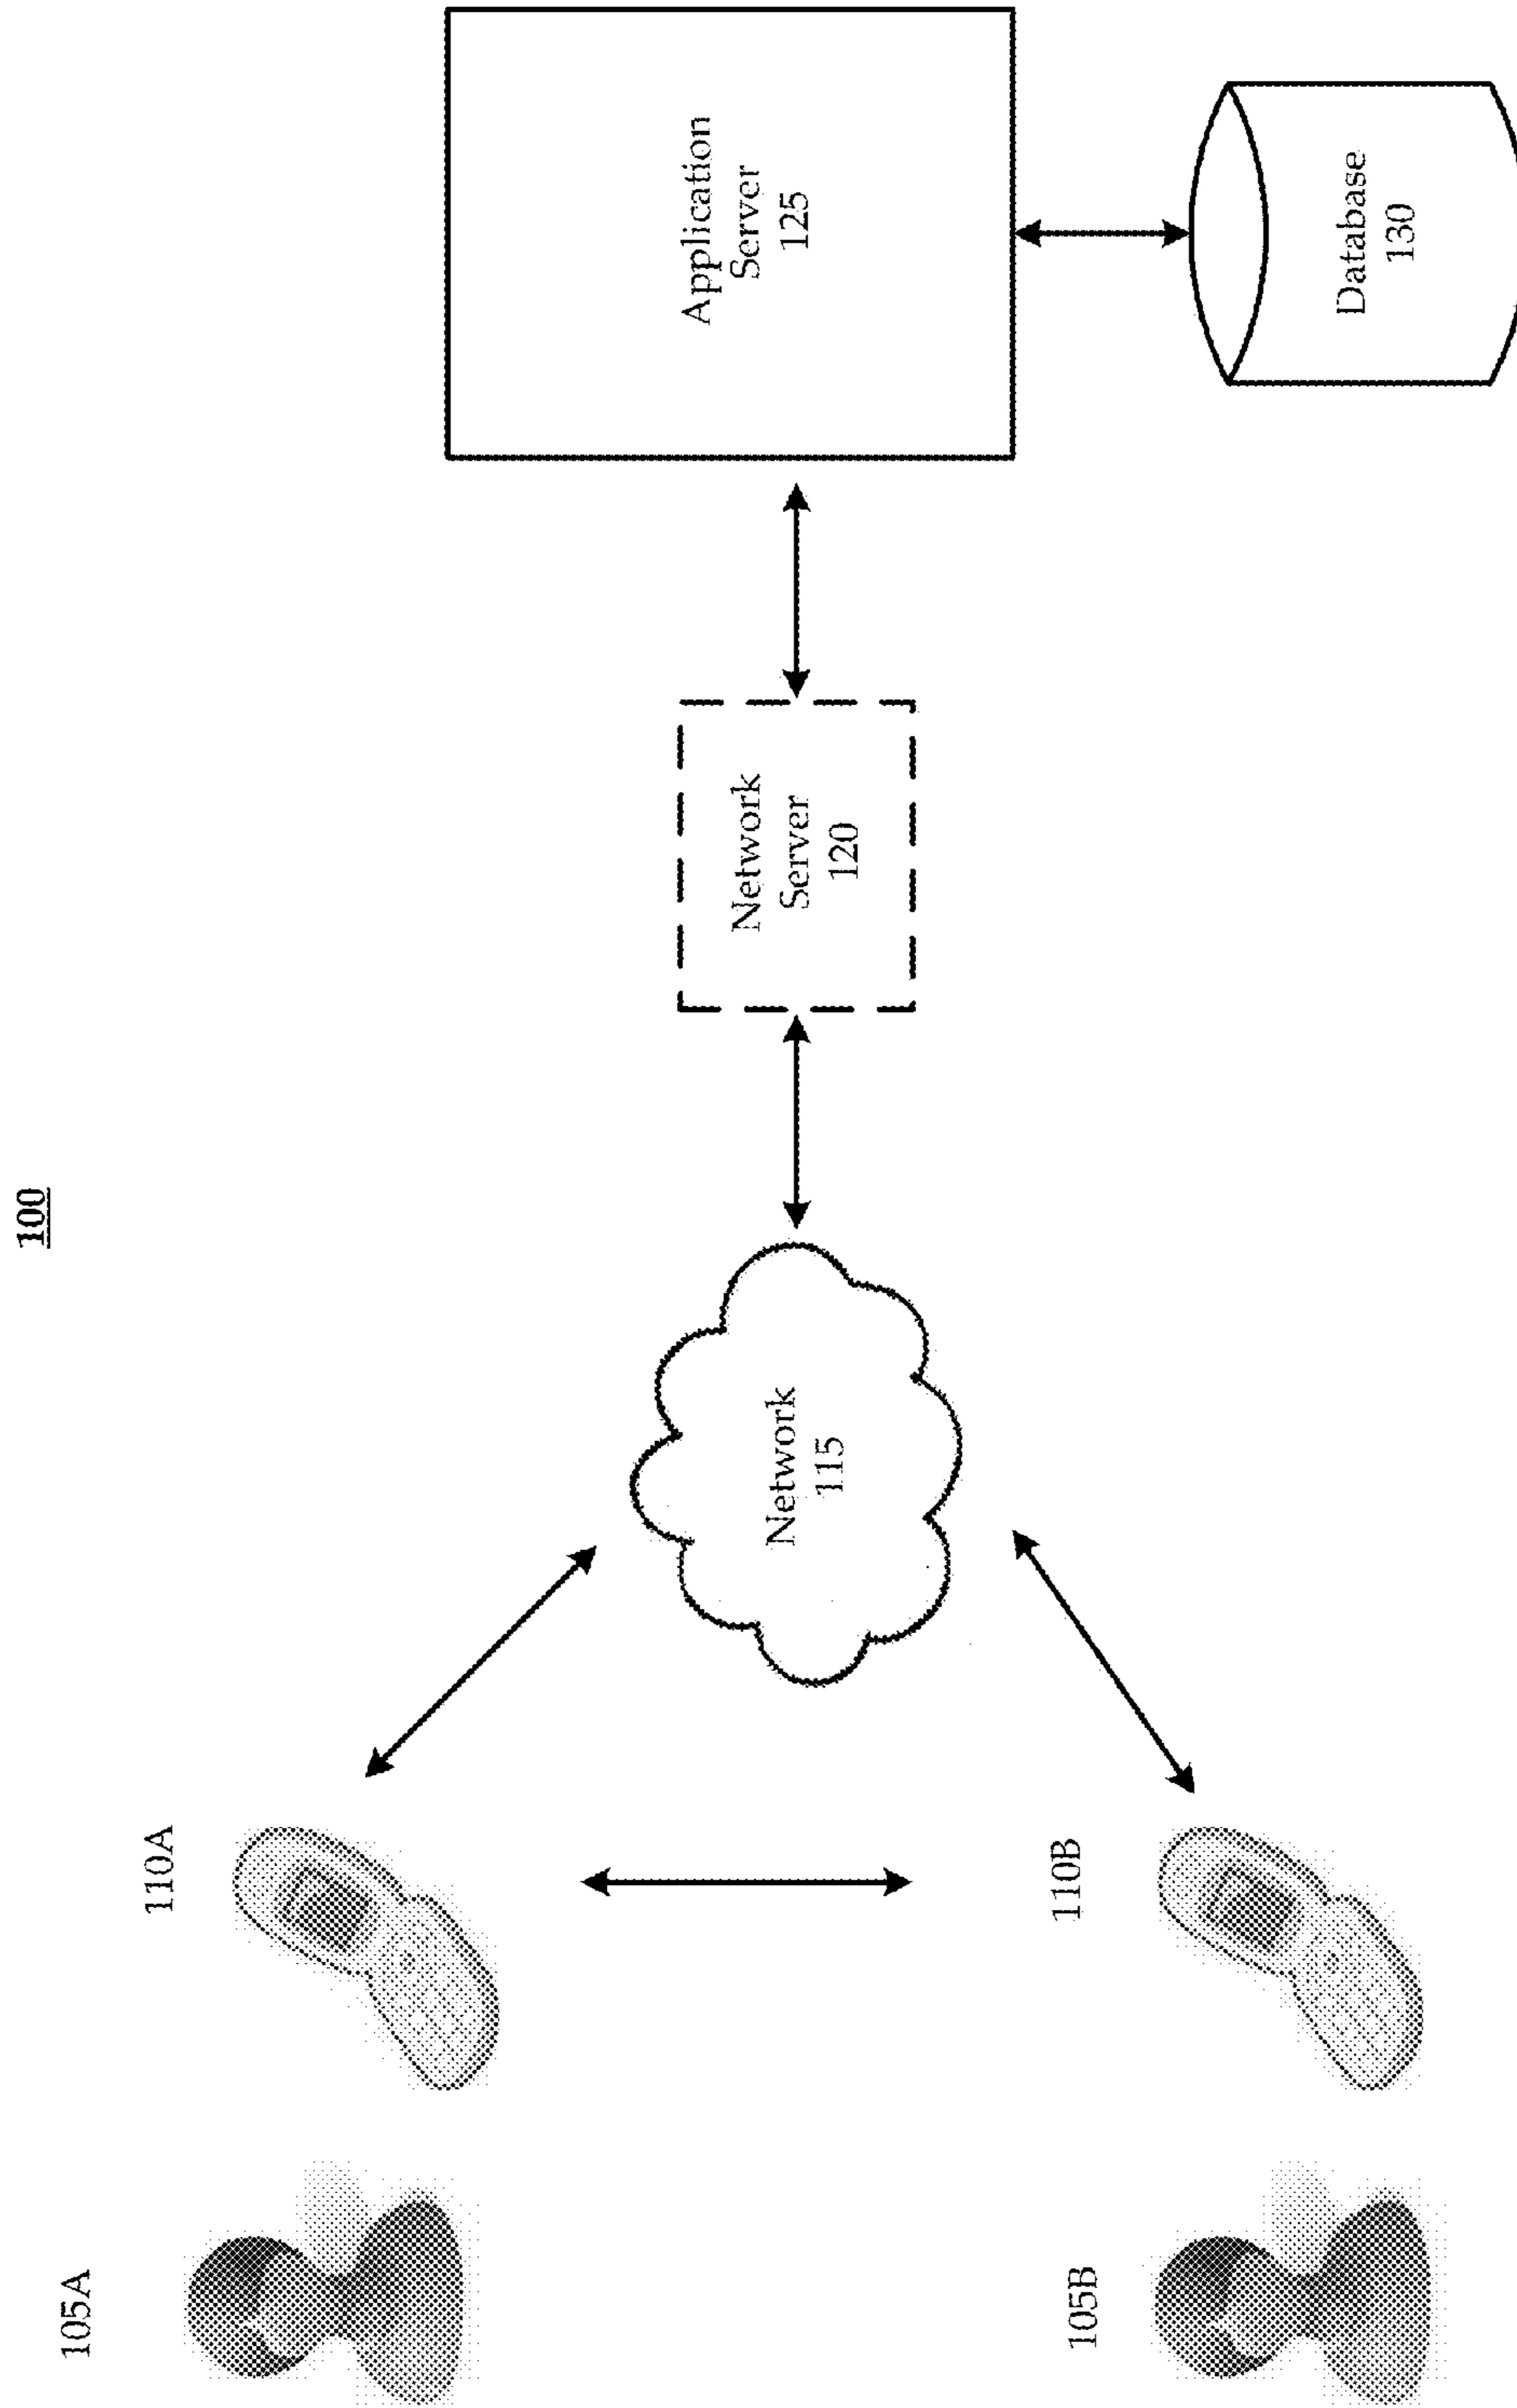 100
105A
110A
Network
115
Network
Server
120
Application
Server
125
Database
130
105B
110B